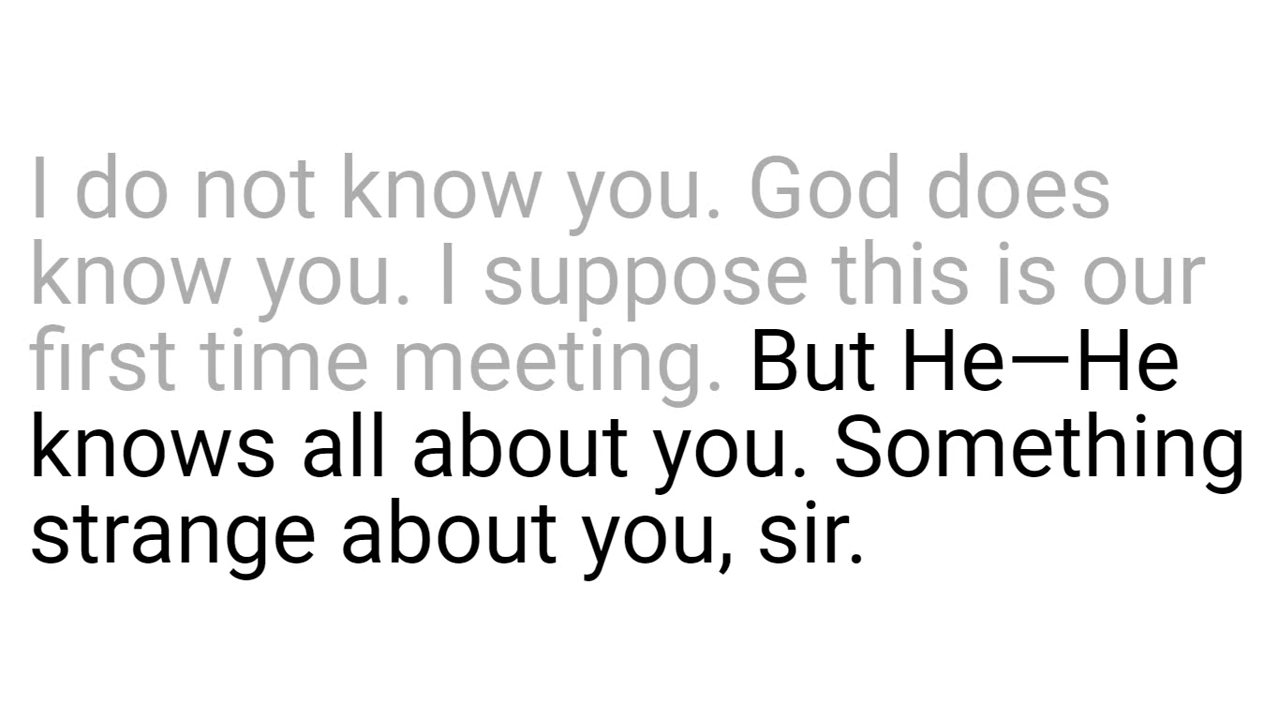 I do not know you. God does
know you. I suppose this is our
first time meeting. But He—He
knows all about you. Something
strange about you, sir.